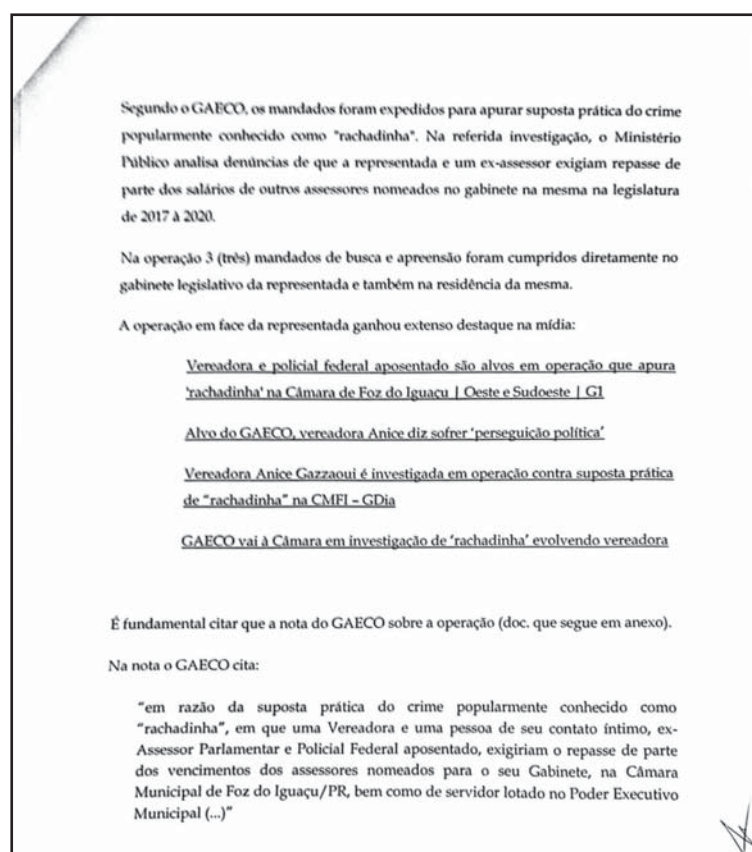 Segundo o GAECO, os mandados foram expedidos para apurar suposta prática do crime
popularmente conhecido como "rachadinha". Na referida investigação, o Ministério
Público analisa denúncias de que a representada e um ex-assessor exigiam repasse de
parte dos salários de outros assessores nomeados no gabinete na mesma na legislatura
de 2017 à 2020.
Na operação 3 (três) mandados de busca e apreensão foram cumpridos diretamente no
gabinete legislativo da representada e também na residência da mesma.
A operação em face da representada ganhou extenso destaque na mídia:
Vereadora e policial federal aposentado são alvos em operação que apura
'rachadinha' na Câmara de Foz do Iguaçu | Oeste e Sudoeste | G1
Alvo do GAECO, vereadora Anice diz sofrer 'perseguição política'
Vereadora Anice Gazzaoui é investigada em operação contra suposta prática
de "rachadinha" na CMFI – GDia
GAECO vai à Câmara em investigação de 'rachadinha' evolvendo vereadora
É fundamental citar que a nota do GAECO sobre a operação (doc. que segue em anexo).
Na nota o GAECO cita:
"em razão da suposta prática do crime popularmente conhecido como
"rachadinha", em que uma Vereadora e uma pessoa de seu contato íntimo, ex-
Assessor Parlamentar e Policial Federal aposentado, exigiriam o repasse de parte
dos vencimentos dos assessores nomeados para o seu Gabinete, na Câmara
Municipal de Foz do Iguaçu/PR, bem como de servidor lotado no Poder Executivo
Municipal (...)"